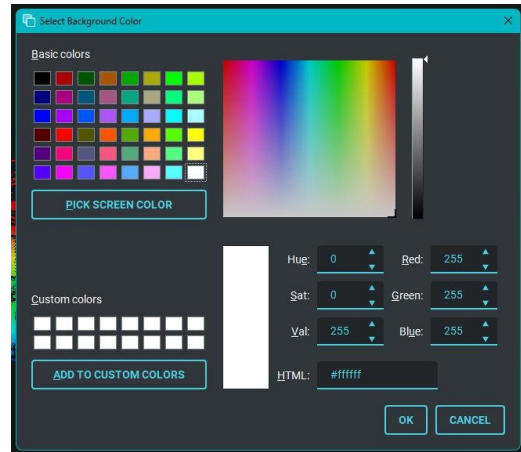 Select Background Color
Basic colors
PICK SCREEN COLOR
Custom colors
ADD TO CUSTOM COLORS
Hue: 0 Red: 255
Sat: 0 Green: 255
Val: 255 Blue: 255
HTML: #ffffff
OK CANCEL